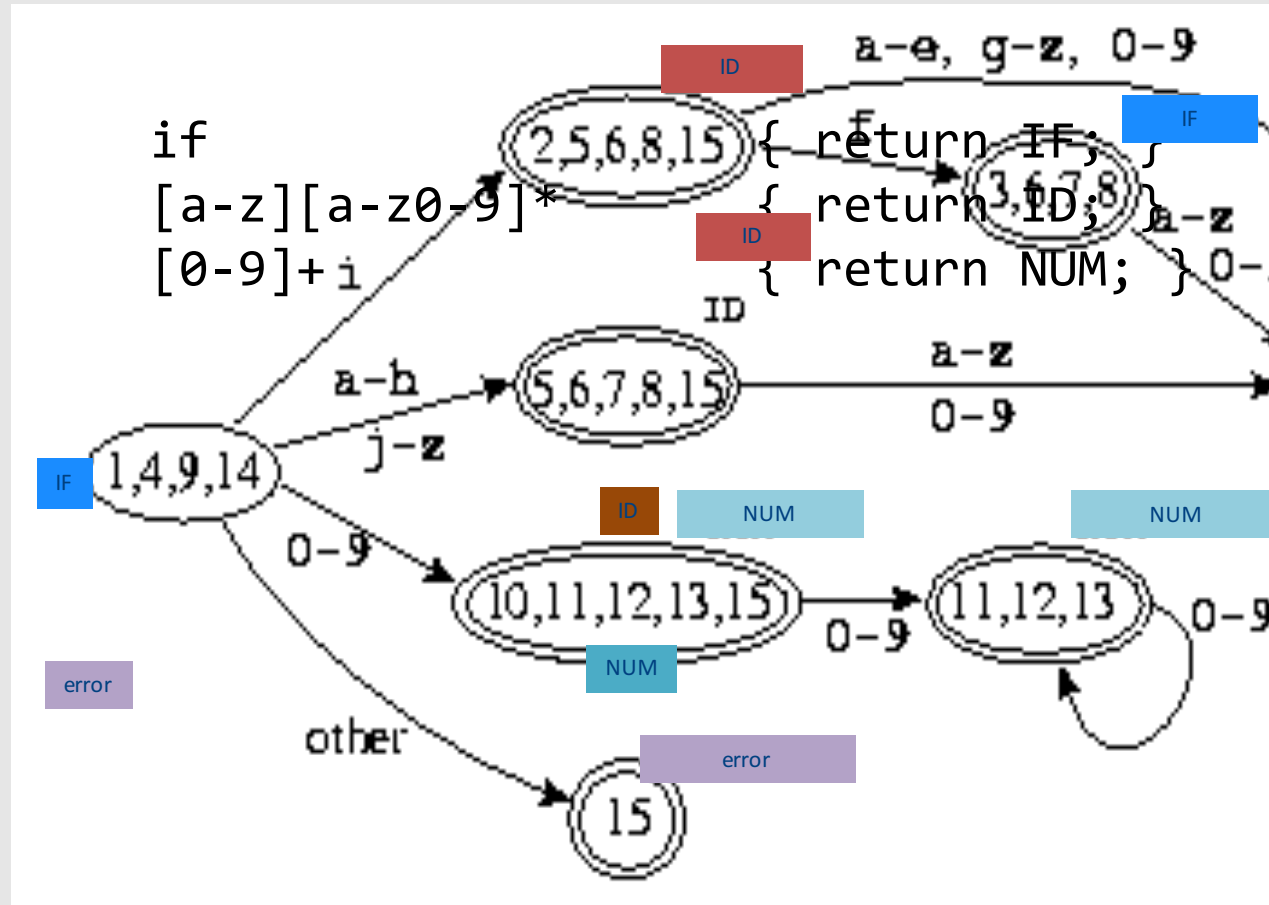 ID
a-e, g-z, 0-9
IF
f
if { return IF; }
2,5,6,8,15
3,6,7,8
[a-z][a-z0-9]* { return ID; }
a-z
ID
[0-9]+ { return NUM; }
0-
i
ID
a-z
a-h
5,6,7,8,15
0-9
j-z
IF
1,4,9,14
ID
NUM
NUM
0-9
10,11,12,13,15
11,12,13
0-9
0-9
NUM
error
other
error
15